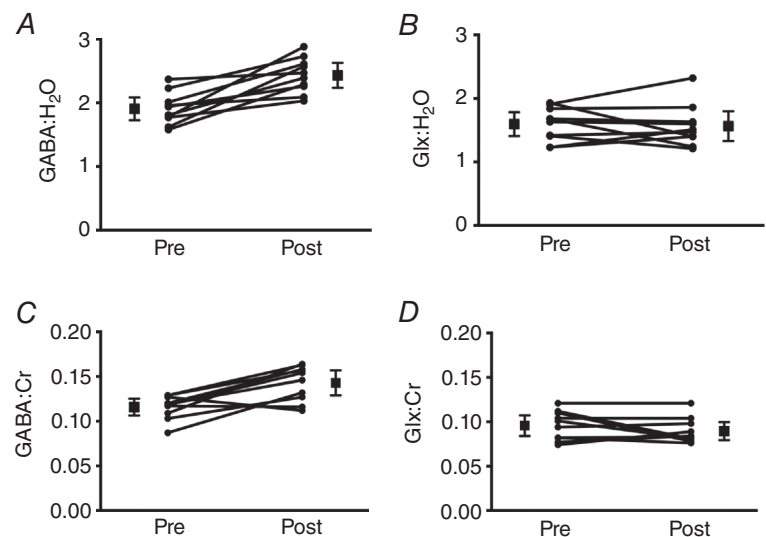 A
GABA:H₂O
3
2
1
0
Pre Post
B
Glx:H₂O
3
2
1
0
Pre Post
C
GABA:Cr
0.20
0.15
0.10
0.05
0.00
Pre Post
D
Glx:Cr
0.20
0.15
0.10
0.05
0.00
Pre Post